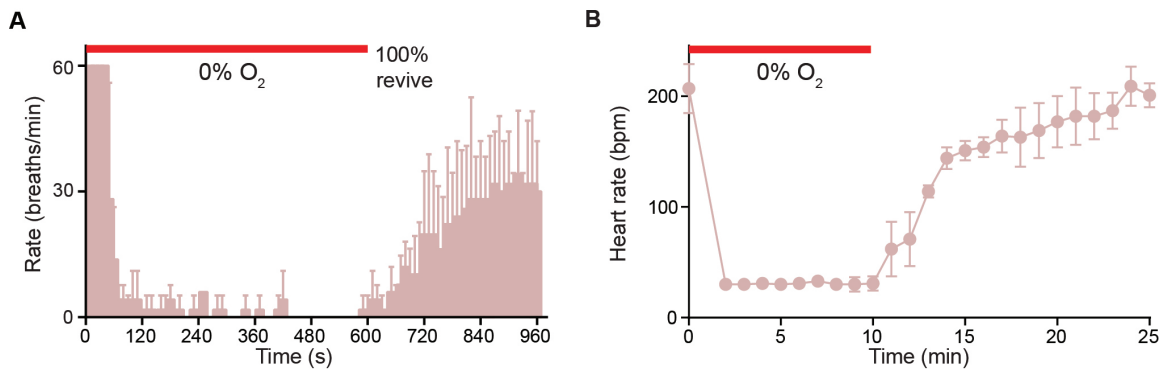 A
0% O2
100%
revive
Rate (breaths/min)
60
30
0
0 120 240 360 480 600 720 840 960
Time (s)
B
0% O2
Heart rate (bpm)
200
100
0
0 5 10 15 20 25
Time (min)